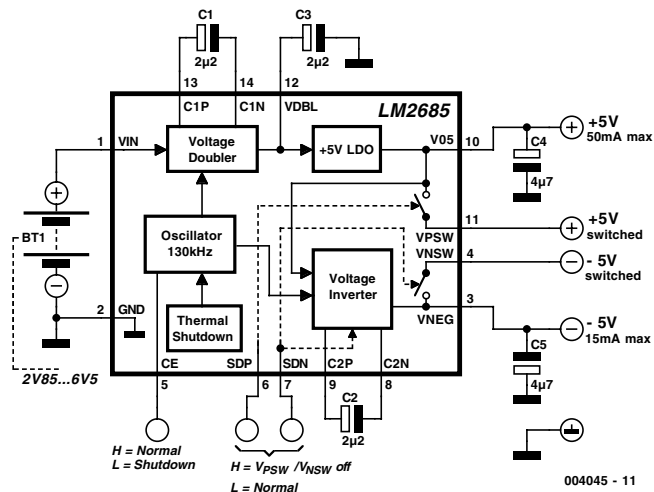 C1
2µ2
C3
2µ2
13
14
12
C1P
C1N
VDBL
LM2685
1
VIN
Voltage
Doubler
+5V LDO
V05
10
+5V
50mA max
C4
4µ7
BT1
Oscillator
130kHz
11
VPSW
+5V
switched
VNSW
4
- 5V
switched
Voltage
Inverter
2
GND
Thermal
Shutdown
3
VNEG
- 5V
15mA max
C5
4µ7
2V85...6V5
CE
SDP
SDN
C2P
C2N
5
6
7
9
8
C2
2µ2
H = Normal
L = Shutdown
H = VPSW /VNSW off
L = Normal
004045 - 11